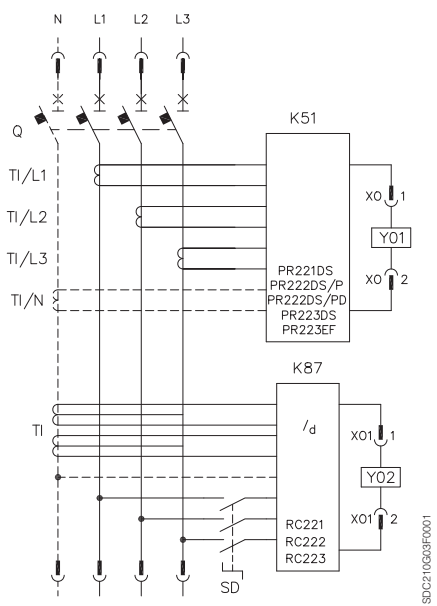 N L1 L2 L3
Q
K51
TI/L1
X0 1
TI/L2
Y01
TI/L3
X0 2
PR221DS
PR222DS/P
PR222DS/PD
PR223DS
PR223EF
TI/N
K87
TI
/d
X01 1
Y02
X01 2
RC221
RC222
RC223
SD
SDC210G03F0001